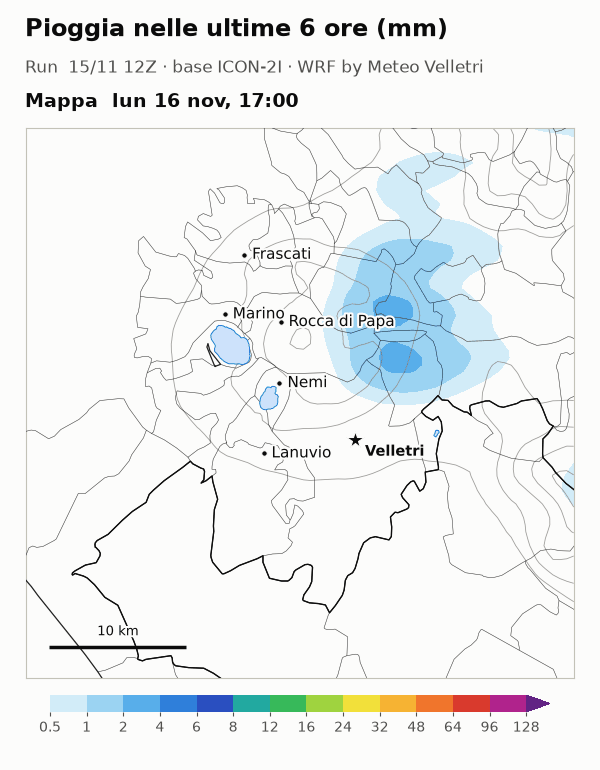 Pioggia nelle ultime 6 ore (mm)
Run  15/11 12Z · base ICON-2I · WRF by Meteo Velletri
Mappa  lun 16 nov, 17:00
Frascati
Marino
Rocca di Papa
Nemi
Velletri
Lanuvio
10 km
0.5 1 2 4 6 8 12 16 24 32 48 64 96 128